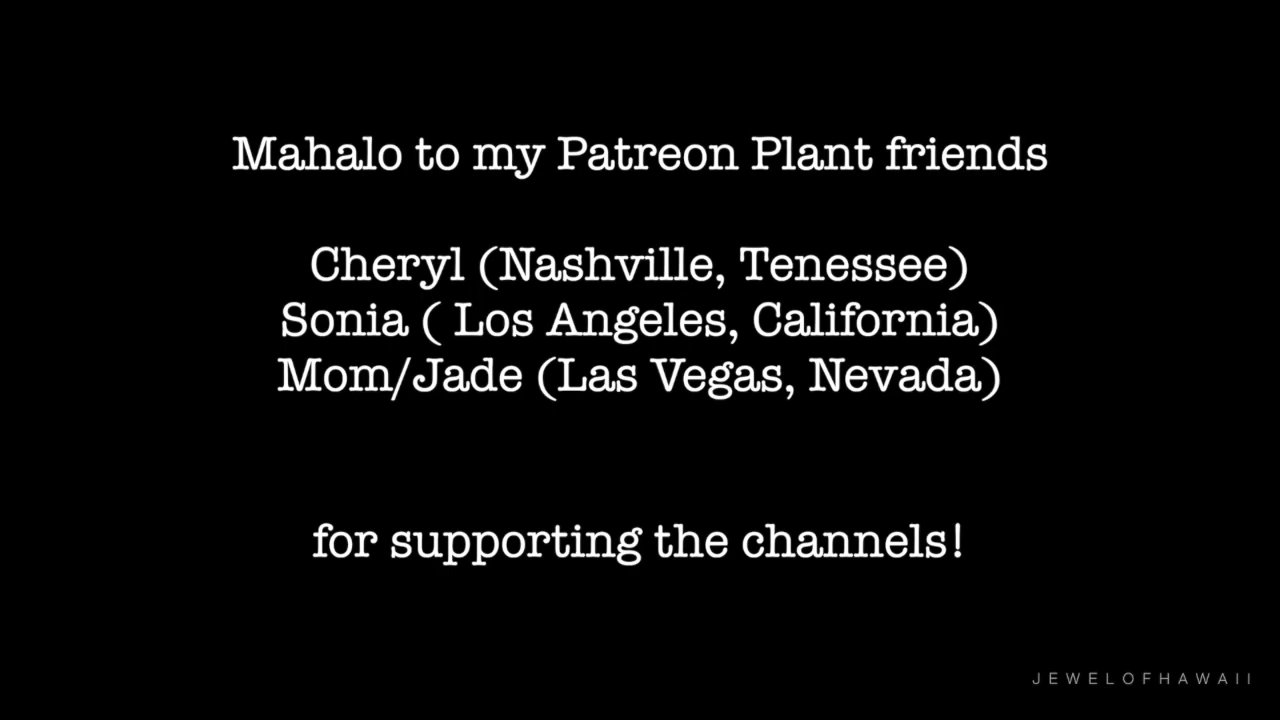 Mahalo to my Patreon Plant friends
Cheryl (Nashville, Tenessee)
Sonia ( Los Angeles, California)
Mom/Jade (Las Vegas, Nevada)
for supporting the channels!
JEWELOFHAWAII